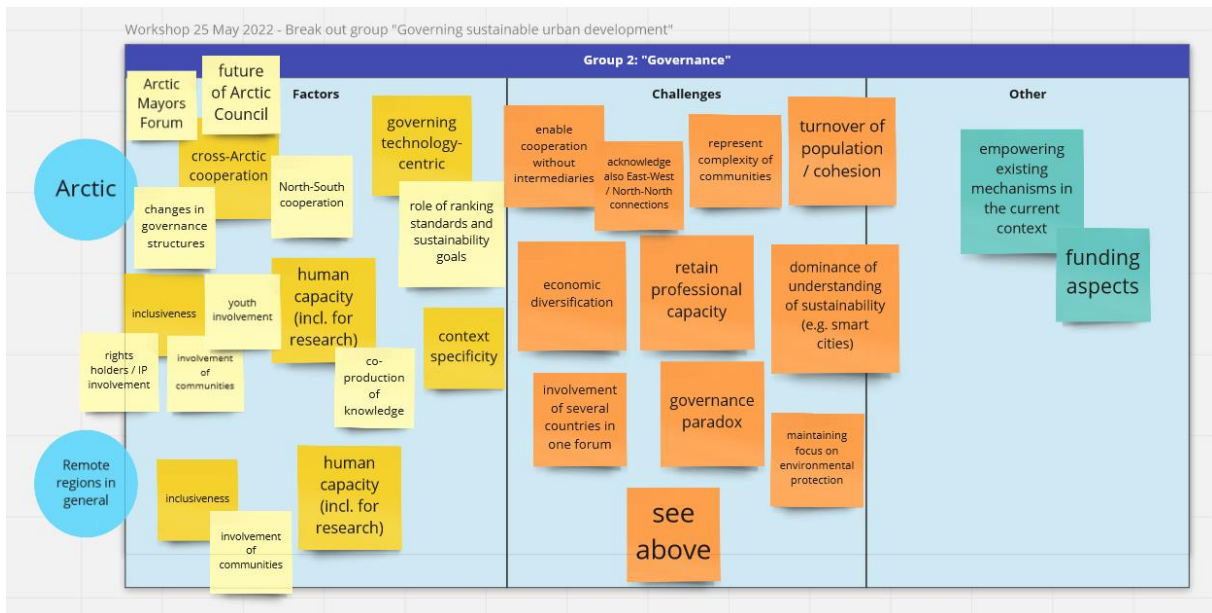 Workshop 25 May 2022 - Break out group "Governing sustainable urban development"
Group 2: "Governance"
Factors
Challenges
Other
Arctic
Arctic
Mayors
Forum
future
of Arctic
Council
cross-Arctic
cooperation
North-South
cooperation
changes in
governance
structures
governing
technology-
centric
role of ranking
standards and
sustainability
goals
inclusiveness
youth
involvement
rights
holders / IP
involvement
involvement
of
communities
human
capacity
(incl. for
research)
co-
production
of
knowledge
context
specificity
enable
cooperation
without
intermediaries
acknowledge
also East-West
/ North-North
connections
represent
complexity of
communities
turnover of
population
/ cohesion
economic
diversification
retain
professional
capacity
dominance of
understanding
of sustainability
(e.g. smart
cities)
involvement
of several
countries in
one forum
governance
paradox
maintaining
focus on
environmental
protection
empowering
existing
mechanisms in
the current
context
funding
aspects
Remote
regions in
general
inclusiveness
involvement
of
communities
human
capacity
(incl. for
research)
see
above